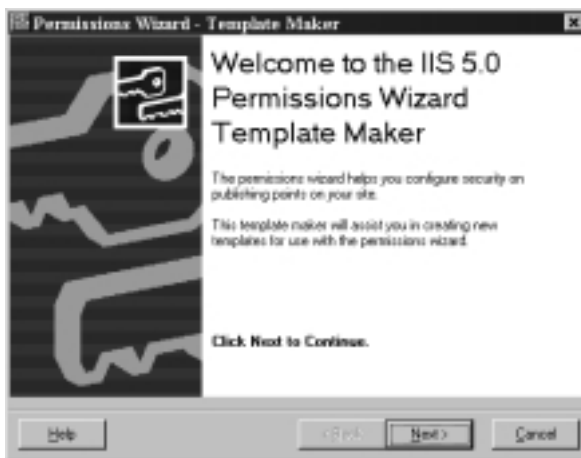 Permissions Wizard - Template Maker
Welcome to the IIS 5.0
Permissions Wizard
Template Maker
The permissions wizard helps you configure security on
publishing points on your site.
This template maker will assist you in creating new
templates for use with the permissions wizard.
Click Next to Continue.
Help
< Back
Next >
Cancel